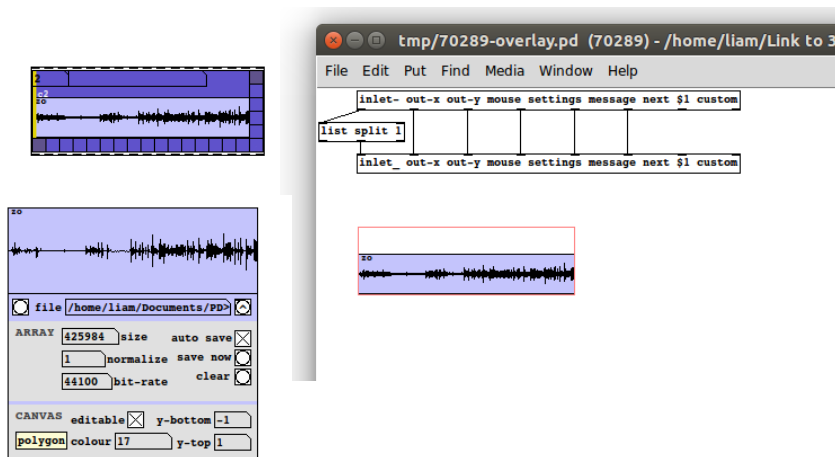 tmp/70289-overlay.pd (70289) - /home/liam/Link to 3
File Edit Put Find Media Window Help
inlet- out-x out-y mouse settings message next $1 custom
list split 1
inlet_ out-x out-y mouse settings message next $1 custom
zo
2
c2
zo
zo
file /home/liam/Documents/PD>
ARRAY 425984 size auto save
1 normalize save now
44100 bit-rate clear
CANVAS editable y-bottom -1
polygon colour 17 y-top 1